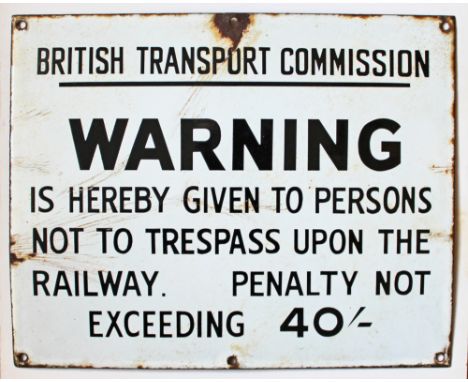 BRITISH TRANSPORT COMMISSION
WARNING
IS HEREBY GIVEN TO PERSONS
NOT TO TRESPASS UPON THE
RAILWAY. PENALTY NOT
EXCEEDING 40/-